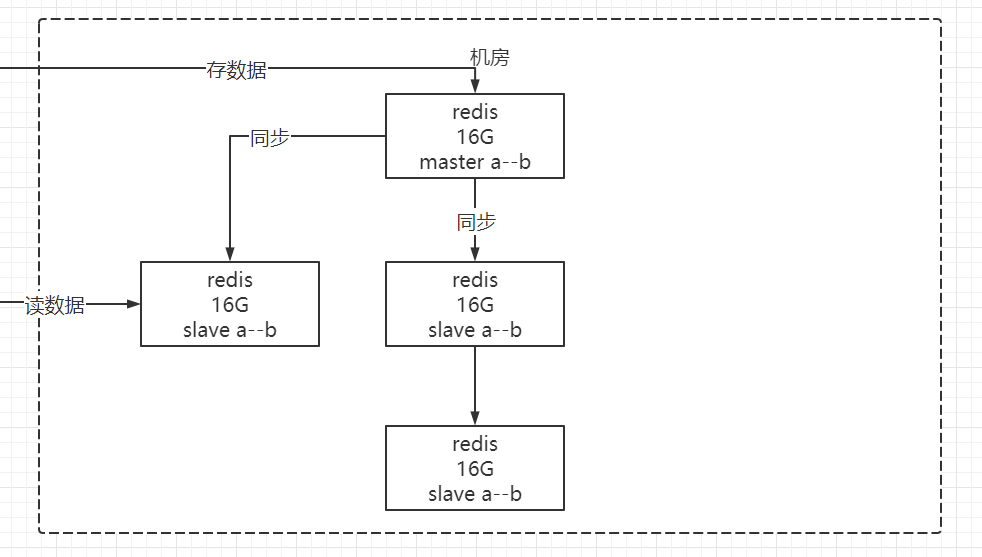 机房
存数据
redis
16G
master a--b
同步
同步
redis
16G
slave a--b
redis
16G
slave a--b
读数据
redis
16G
slave a--b